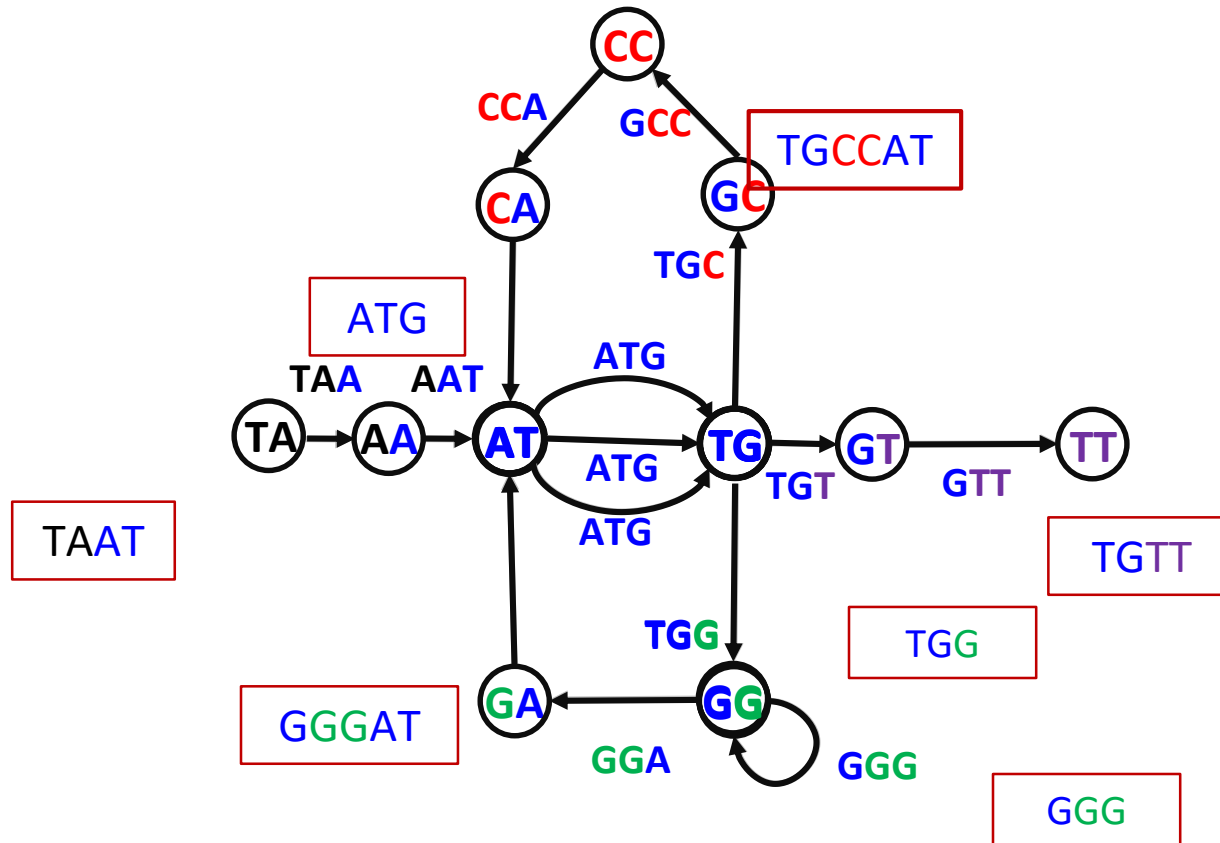 CC
CCA
GCC
TGCCAT
CA
GC
TGC
ATG
ATG
TAA
AAT
TA
AA
AT
TG
GT
TT
ATG
TGT
GTT
ATG
TAAT
TGTT
TGG
TGG
GA
GG
GGGAT
GGA
GGG
GGG